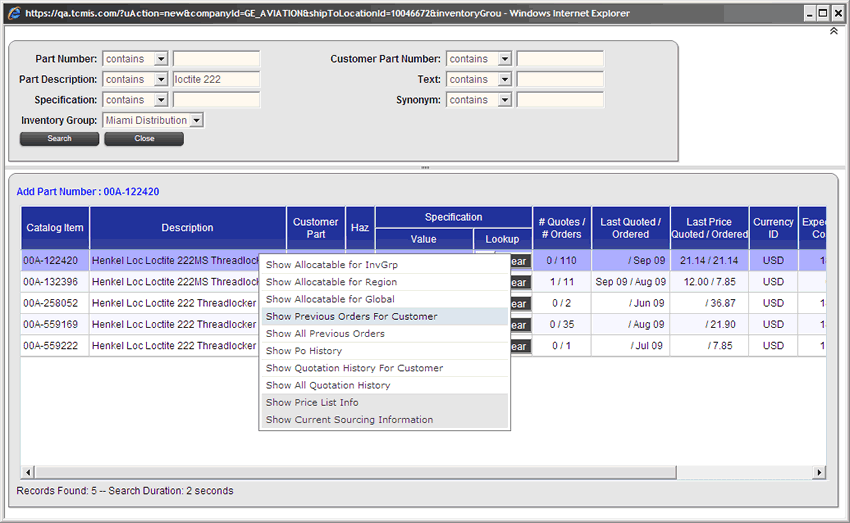 https://qa.tcmis.com/?uAction=new&companyId=GE_AVIATION&shipToLocationId=10046672&inventoryGrou - Windows Internet Explorer
Part Number: contains Customer Part Number: contains
Part Description: contains loctite 222 Text: contains
Specification: contains Synonym: contains
Inventory Group: Miami Distribution
Search Close
Add Part Number : 00A-122420
Catalog Item Description Customer Part Haz Specification Value Lookup # Quotes / # Orders Last Quoted / Ordered Last Price Quoted / Ordered Currency ID Expe Co
00A-122420 Henkel Loc Loctite 222MS Threadloc ear 0 / 110 / Sep 09 21.14 / 21.14 USD 1
00A-132396 Henkel Loc Loctite 222MS Threadloc ear 1 / 11 Sep 09 / Aug 09 12.00 / 7.85 USD
00A-258052 Henkel Loc Loctite 222 Threadlocker 0 / 2 / Jun 09 / 36.87 USD 1
00A-559169 Henkel Loc Loctite 222 Threadlocker ear 0 / 35 / Aug 09 / 21.90 USD 1
00A-559222 Henkel Loc Loctite 222 Threadlocker ear 0 / 1 / Jul 09 / 7.85 USD 1
Show Allocatable for InvGrp
Show Allocatable for Region
Show Allocatable for Global
Show Previous Orders For Customer
Show All Previous Orders
Show Po History
Show Quotation History For Customer
Show All Quotation History
Show Price List Info
Show Current Sourcing Information
Records Found: 5 -- Search Duration: 2 seconds